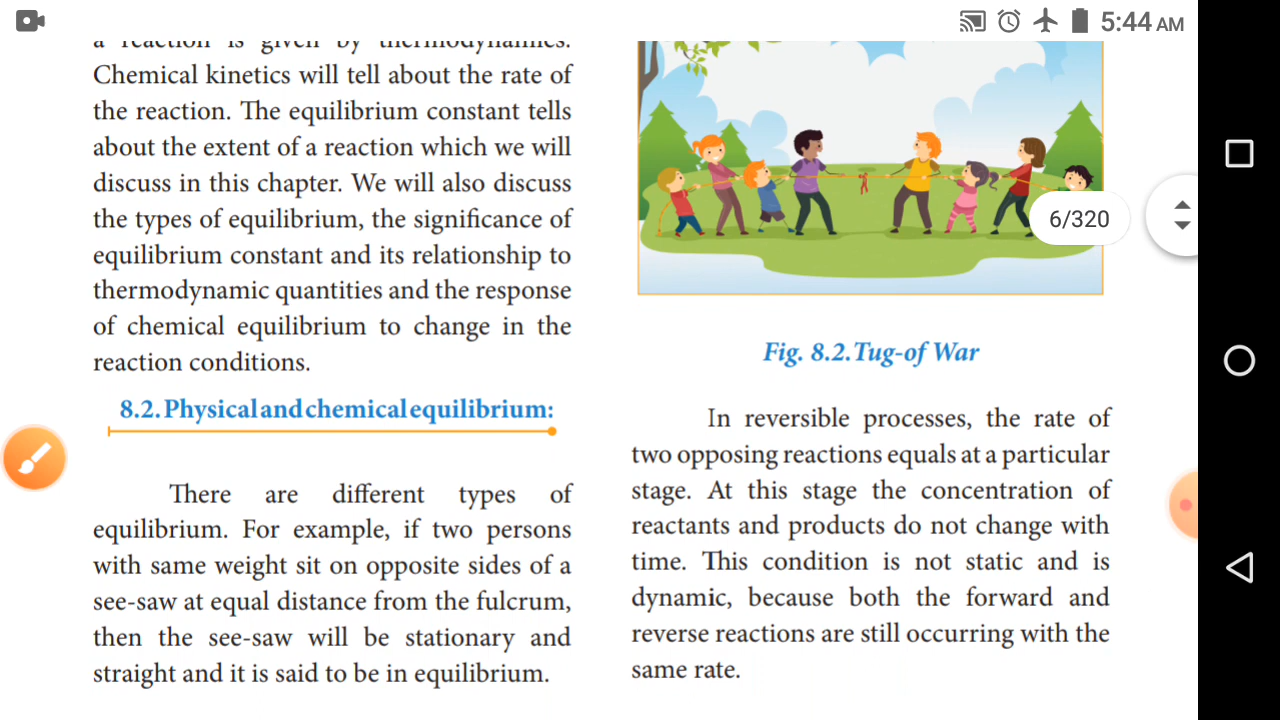 5:44 AM
a reaction is given by thermodynamics.
Chemical kinetics will tell about the rate of
the reaction. The equilibrium constant tells
about the extent of a reaction which we will
discuss in this chapter. We will also discuss
the types of equilibrium, the significance of
equilibrium constant and its relationship to
thermodynamic quantities and the response
of chemical equilibrium to change in the
reaction conditions.
8.2. Physical and chemical equilibrium:
There are different types of
equilibrium. For example, if two persons
with same weight sit on opposite sides of a
see-saw at equal distance from the fulcrum,
then the see-saw will be stationary and
straight and it is said to be in equilibrium.
6/320
Fig. 8.2. Tug-of War
In reversible processes, the rate of
two opposing reactions equals at a particular
stage. At this stage the concentration of
reactants and products do not change with
time. This condition is not static and is
dynamic, because both the forward and
reverse reactions are still occurring with the
same rate.